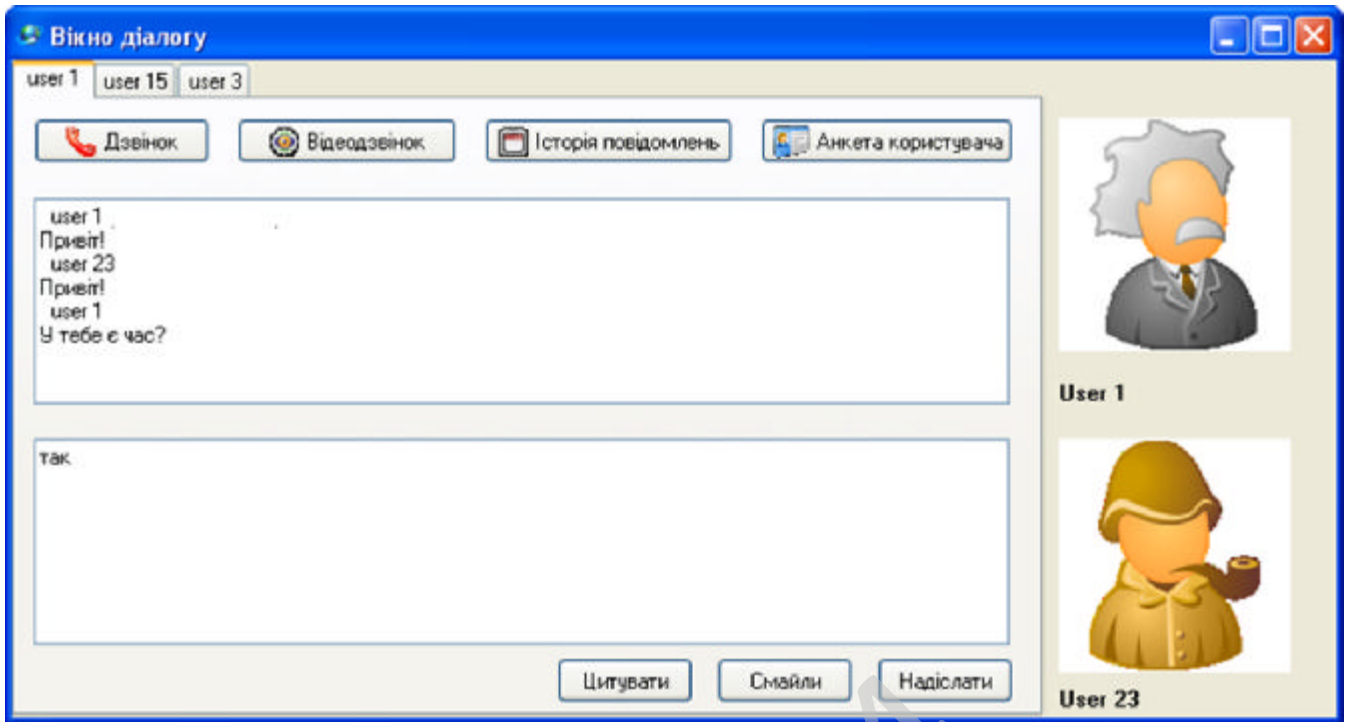 Вікно діалогу
user 1 user 15 user 3
Дзвінок Відеодзвінок Історія повідомлень Анкета користувача
user 1
Привіт!
user 23
Привіт!
user 1
У тебе є час?
User 1
так
Цитувати Смайли Надіслати
User 23